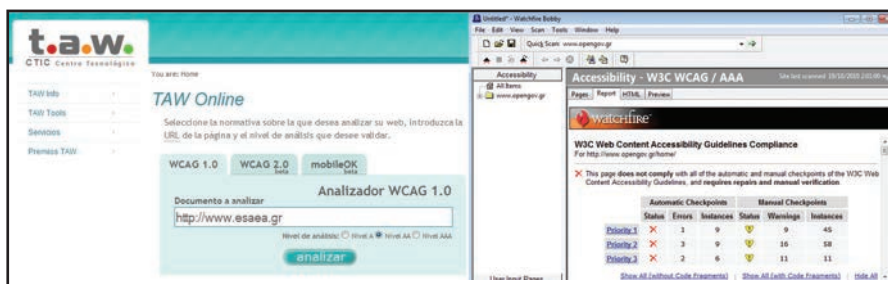 t.a.w.
CTIC Centro Tecnológico
TAW Info
TAW Tools
Servicios
Premios TAW
You are: Home
TAW Online
Seleccione la normativa sobre la que desea analizar su web, introduzca la
URL de la página y el nivel de análisis que desee validar.
WCAG 1.0 WCAG 2.0 beta mobileOK beta
Analizador WCAG 1.0
Documento a analizar
http://www.esaea.gr
Nivel de análisis: Nivel A Nivel AA Nivel AAA
analizar
Untitled* - Watchfire Bobby
File Edit View Scan Tools Window Help
Quick Scan: www.opengov.gr
Accessibility
All Items
www.opengov.gr
User Input Pages
Accessibility - W3C WCAG / AAA
Pages Report HTML Preview
WATCHFIRE
W3C Web Content Accessibility Guidelines Compliance
For http://www.opengov.gr/home/
This page does not comply with all of the automatic and manual checkpoints of the W3C Web
Content Accessibility Guidelines, and requires repairs and manual verification.
Automatic Checkpoints Manual Checkpoints
Status Errors Instances Status Warnings Instances
Priority 1 1 9 9 45
Priority 2 3 9 16 58
Priority 3 2 6 11 11
Show All (without Code Fragments) | Show All (with Code Fragments) | Hide All